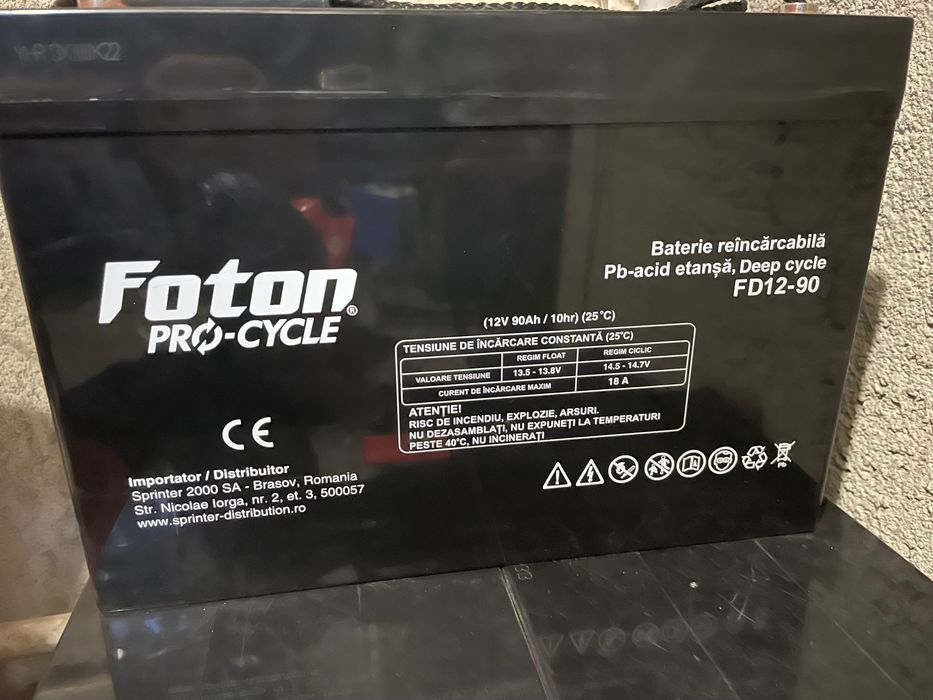 Foton®
PRO-CYCLE
Baterie reîncărcabilă
Pb-acid etanșă, Deep cycle
FD12-90
(12V 90Ah / 10hr) (25°C)
TENSIUNE DE ÎNCĂRCARE CONSTANTĂ (25°C)
REGIM FLOAT REGIM CICLIC
VALOARE TENSIUNE 13.5 - 13.8V 14.5 - 14.7V
CURENT DE ÎNCĂRCARE MAXIM 18 A
ATENȚIE!
RISC DE INCENDIU, EXPLOZIE, ARSURI.
NU DEZASAMBLAȚI, NU EXPUNEȚI LA TEMPERATURI
PESTE 40°C, NU INCINERAȚI
CE
Importator / Distribuitor
Sprinter 2000 SA - Brasov, Romania
Str. Nicolae Iorga, nr. 2, et. 3, 500057
www.sprinter-distribution.ro
Pb